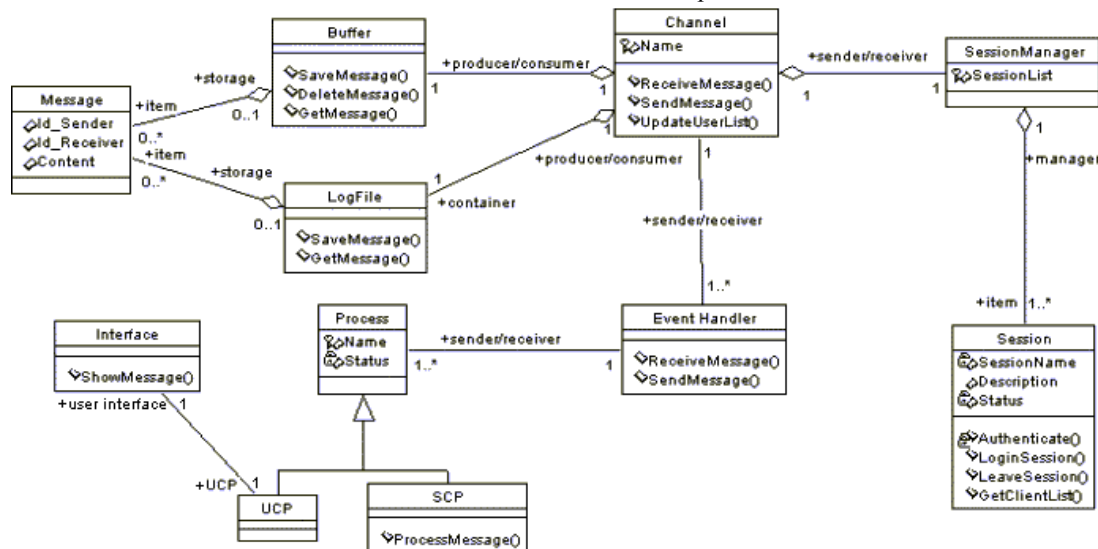 Channel
Name
ReceiveMessage()
SendMessage()
UpdateUserList()
Buffer
SaveMessage()
DeleteMessage()
GetMessage()
+producer/consumer
1
1
+sender/receiver
1
1
SessionManager
SessionList
1
+manager
Message
Id_Sender
Id_Receiver
Content
+item
0..*
+storage
0..1
+item
0..*
+storage
0..1
LogFile
SaveMessage()
GetMessage()
1
+container
1
+producer/consumer
1
+sender/receiver
1..*
Interface
ShowMessage()
+user interface
1
+UCP
1
Process
Name
Status
+sender/receiver
1..*
1
Event Handler
ReceiveMessage()
SendMessage()
+item
1..*
Session
SessionName
Description
Status
Authenticate()
LoginSession()
LeaveSession()
GetClientList()
UCP
SCP
ProcessMessage()